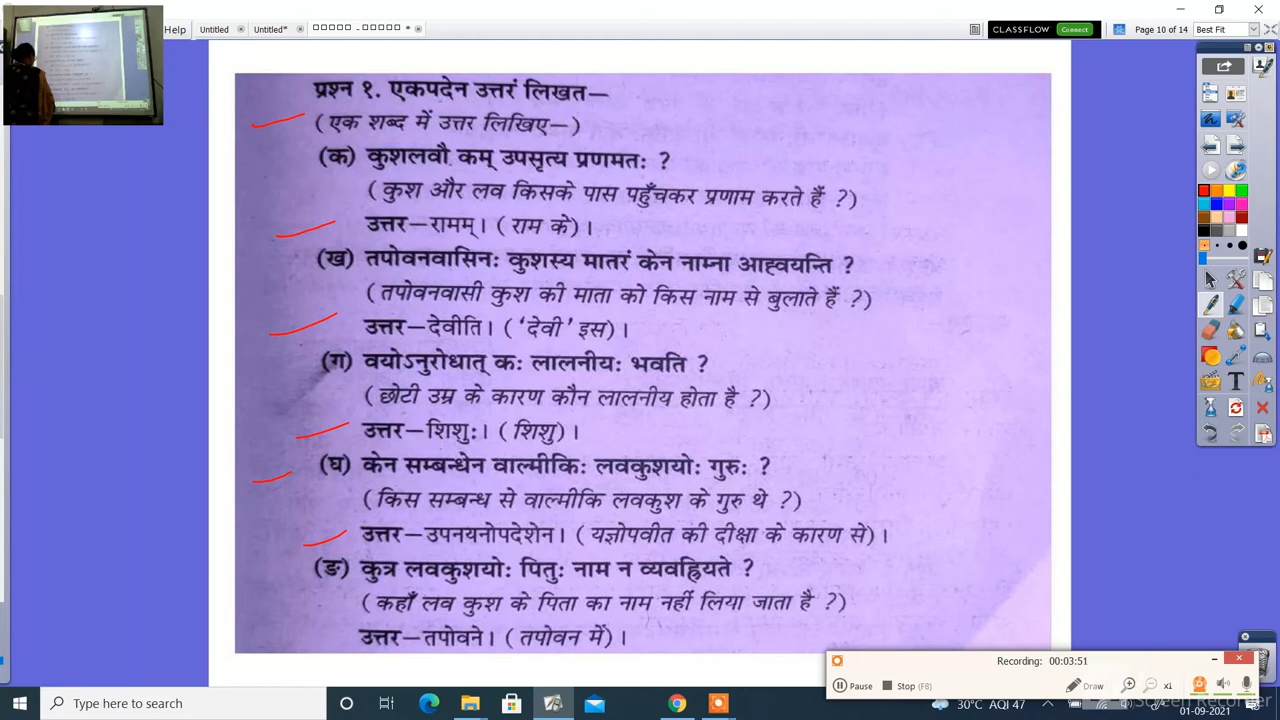 Help
Untitled
Untitled*
CLASSFLOW
Connect
Page 10 of 14
Best Fit
प्रश्न १. एकपदेन उत्तरं लिखत—
(एक शब्द में उत्तर लिखिए—)
(क) कुशलवौ कम् उपसृत्य प्रणमतः ?
(कुश और लव किसके पास पहुँचकर प्रणाम करते हैं ?)
उत्तर—रामम्। (राम के)।
(ख) तपोवनवासिनः कुशस्य मातरं केन नाम्ना आह्वयन्ति ?
(तपोवनवासी कुश की माता को किस नाम से बुलाते हैं ?)
उत्तर—देवीति। ('देवी' इस)।
(ग) वयोऽनुरोधात् कः लालनीयः भवति ?
(छोटी उम्र के कारण कौन लालनीय होता है ?)
उत्तर—शिशुः। (शिशु)।
(घ) केन सम्बन्धेन वाल्मीकिः लवकुशयोः गुरुः ?
(किस सम्बन्ध से वाल्मीकि लवकुश के गुरु थे ?)
उत्तर—उपनयनोपदेशेन। (यज्ञोपवीत की दीक्षा के कारण से)।
(ङ) कुत्र लवकुशयोः पितुः नाम न व्यवह्रियते ?
(कहाँ लव कुश के पिता का नाम नहीं लिया जाता है ?)
उत्तर—तपोवने। (तपोवन में)।
Recording: 00:03:51
Pause
Stop (F8)
Draw
x1
Screen Recorder
Type here to search
30°C AQI 47
01-09-2021